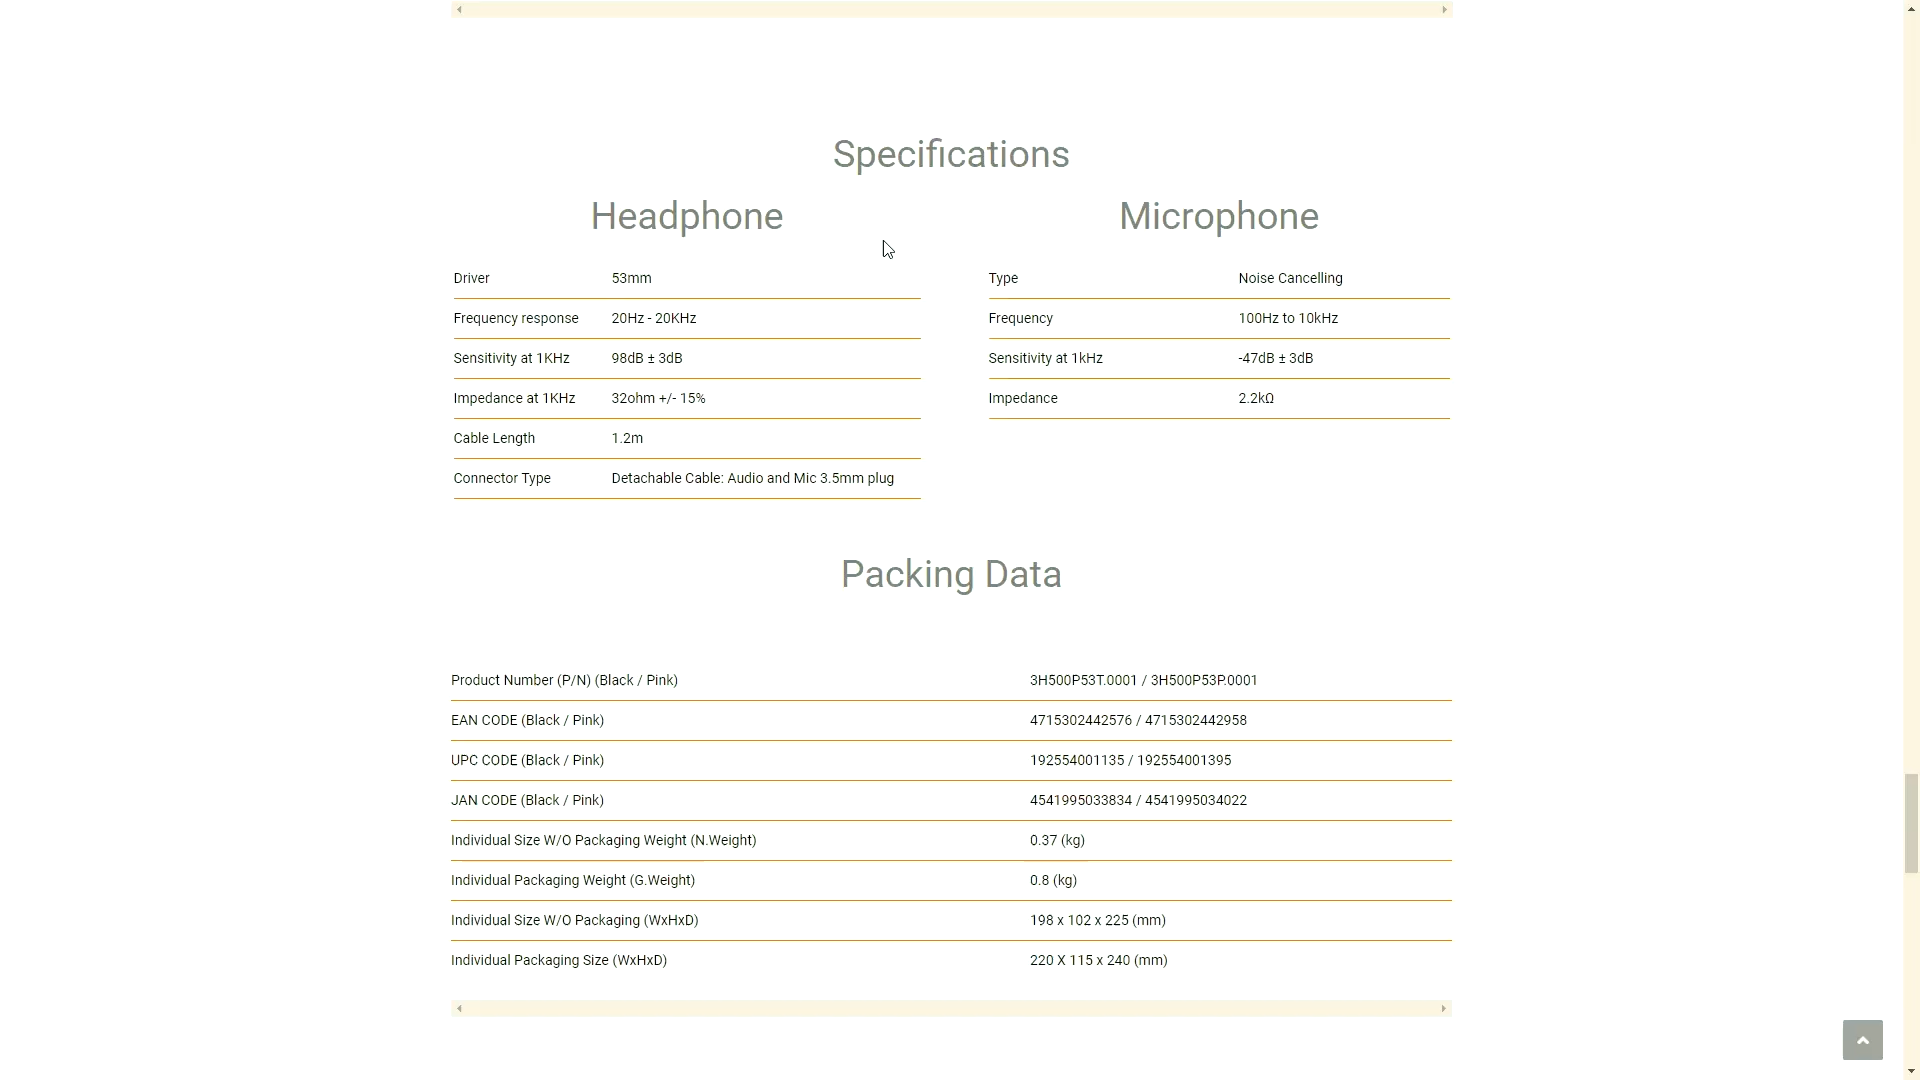 Specifications
Headphone
Driver 53mm
Frequency response 20Hz - 20KHz
Sensitivity at 1KHz 98dB ± 3dB
Impedance at 1KHz 32ohm +/- 15%
Cable Length 1.2m
Connector Type Detachable Cable: Audio and Mic 3.5mm plug
Microphone
Type Noise Cancelling
Frequency 100Hz to 10kHz
Sensitivity at 1kHz -47dB ± 3dB
Impedance 2.2kΩ
Packing Data
Product Number (P/N) (Black / Pink) 3H500P53T.0001 / 3H500P53P.0001
EAN CODE (Black / Pink) 4715302442576 / 4715302442958
UPC CODE (Black / Pink) 192554001135 / 192554001395
JAN CODE (Black / Pink) 4541995033834 / 4541995034022
Individual Size W/O Packaging Weight (N.Weight) 0.37 (kg)
Individual Packaging Weight (G.Weight) 0.8 (kg)
Individual Size W/O Packaging (WxHxD) 198 x 102 x 225 (mm)
Individual Packaging Size (WxHxD) 220 X 115 x 240 (mm)